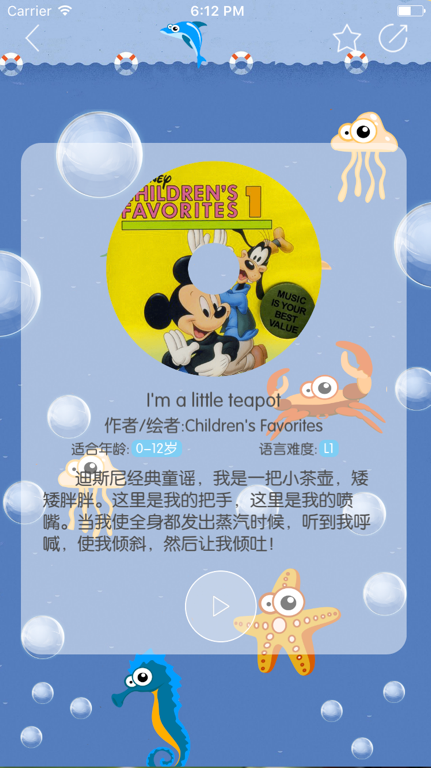 Carrier
6:12 PM
CHILDREN'S
FAVORITES 1
MUSIC
IS YOUR
BEST
VALUE
I'm a little teapot
作者/绘者:Children's Favorites
适合年龄: 0-12岁 语言难度: L1
迪斯尼经典童谣，我是一把小茶壶，矮
矮胖胖。这里是我的把手，这里是我的喷
嘴。当我使全身都发出蒸汽时候，听到我呼
喊，使我倾斜，然后让我倾吐！